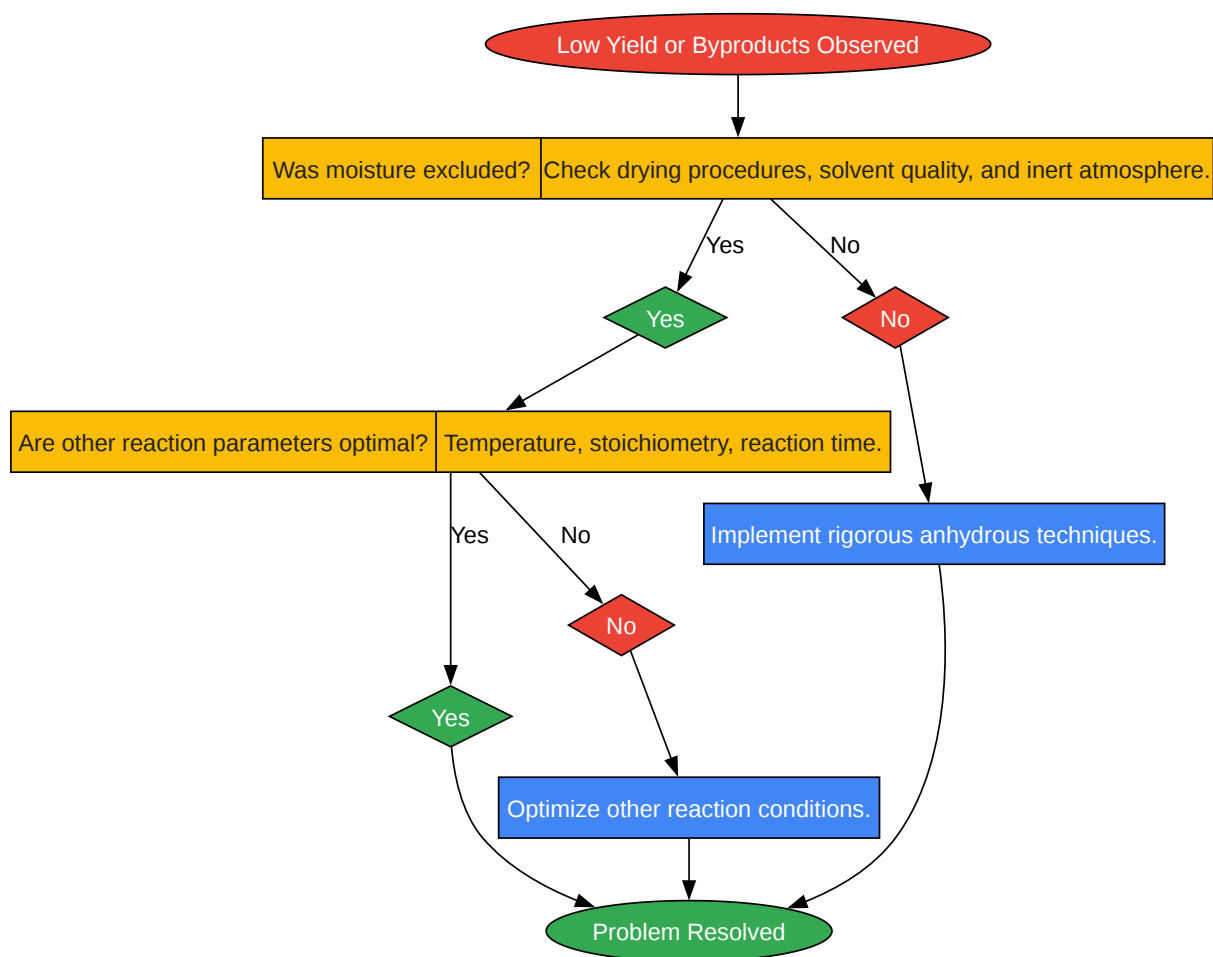 Low Yield or Byproducts Observed
Was moisture excluded?
Check drying procedures, solvent quality, and inert atmosphere.
Yes
No
Yes
No
Are other reaction parameters optimal?
Temperature, stoichiometry, reaction time.
Yes
No
Implement rigorous anhydrous techniques.
No
Yes
Optimize other reaction conditions.
Problem Resolved